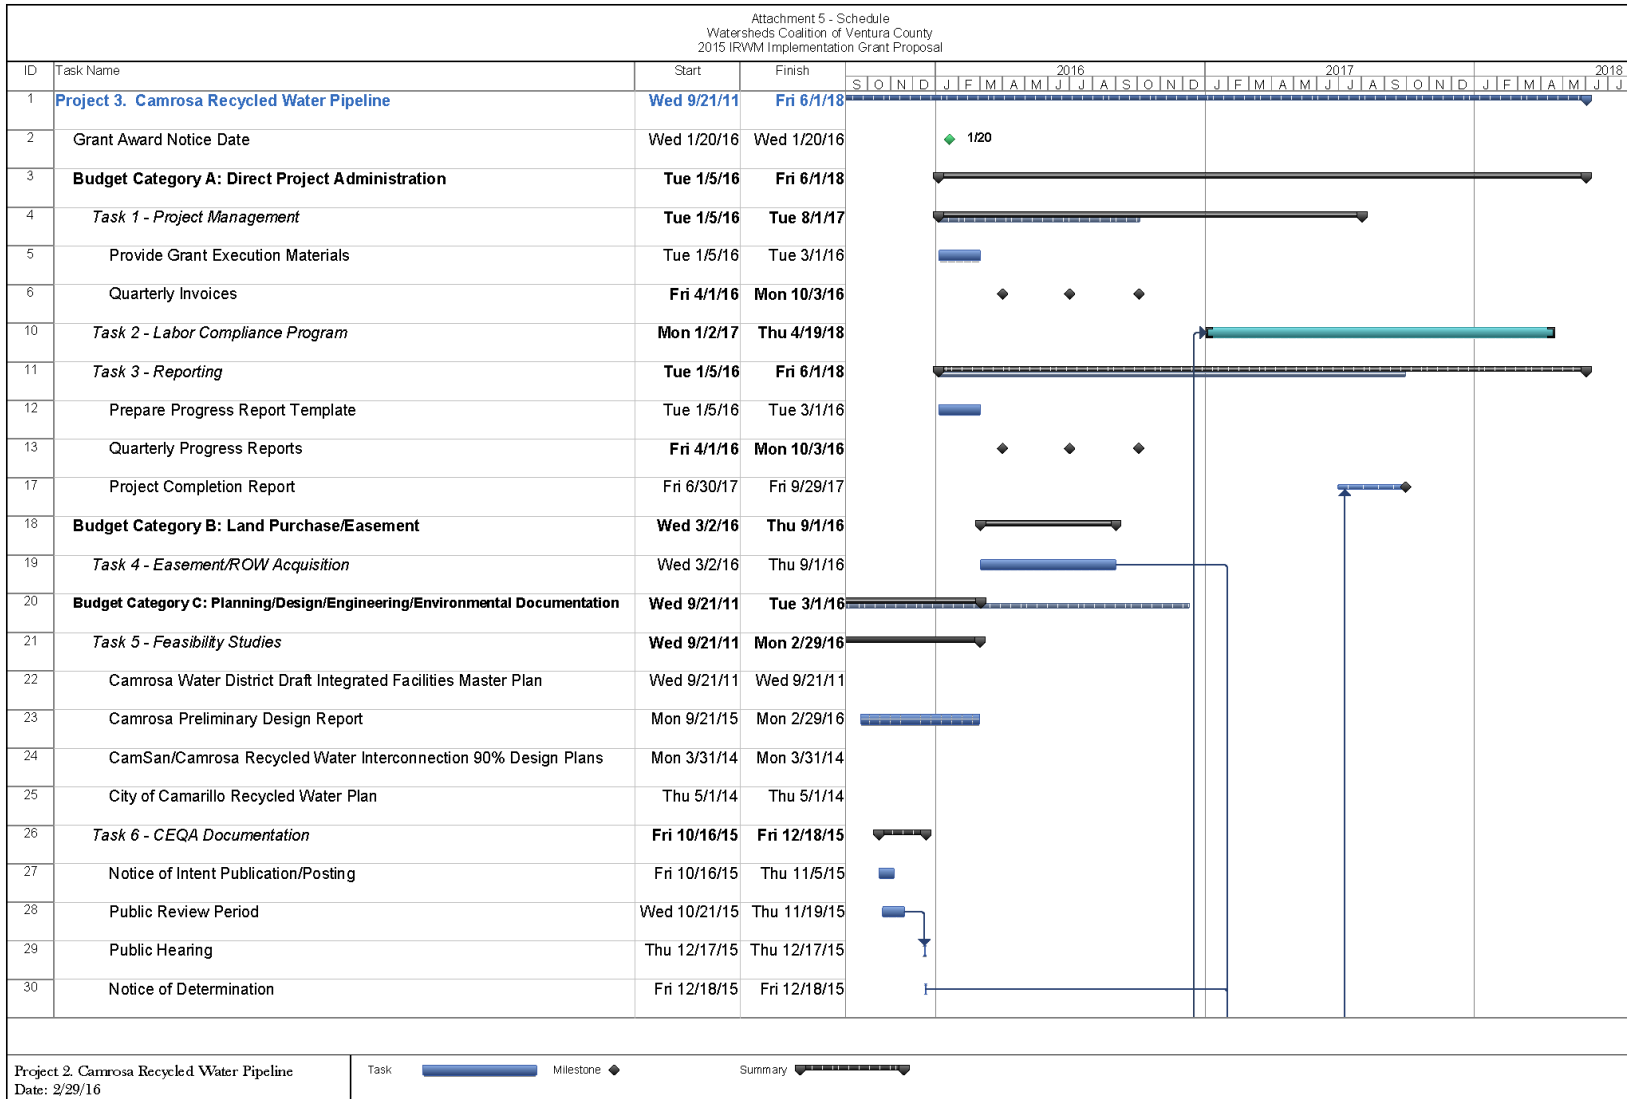 Attachment 5 - Schedule
Watersheds Coalition of Ventura County
2015 IRWM Implementation Grant Proposal
ID Task Name Start Finish 2016 2017 2018
S O N D J F M A M J J A S O N D J F M A M J J A S O N D J F M A M J J
1 Project 3. Camrosa Recycled Water Pipeline Wed 9/21/11 Fri 6/1/18
2 Grant Award Notice Date Wed 1/20/16 Wed 1/20/16 1/20
3 Budget Category A: Direct Project Administration Tue 1/5/16 Fri 6/1/18
4 Task 1 - Project Management Tue 1/5/16 Tue 8/1/17
5 Provide Grant Execution Materials Tue 1/5/16 Tue 3/1/16
6 Quarterly Invoices Fri 4/1/16 Mon 10/3/16
10 Task 2 - Labor Compliance Program Mon 1/2/17 Thu 4/19/18
11 Task 3 - Reporting Tue 1/5/16 Fri 6/1/18
12 Prepare Progress Report Template Tue 1/5/16 Tue 3/1/16
13 Quarterly Progress Reports Fri 4/1/16 Mon 10/3/16
17 Project Completion Report Fri 6/30/17 Fri 9/29/17
18 Budget Category B: Land Purchase/Easement Wed 3/2/16 Thu 9/1/16
19 Task 4 - Easement/ROW Acquisition Wed 3/2/16 Thu 9/1/16
20 Budget Category C: Planning/Design/Engineering/Environmental Documentation Wed 9/21/11 Tue 3/1/16
21 Task 5 - Feasibility Studies Wed 9/21/11 Mon 2/29/16
22 Camrosa Water District Draft Integrated Facilities Master Plan Wed 9/21/11 Wed 9/21/11
23 Camrosa Preliminary Design Report Mon 9/21/15 Mon 2/29/16
24 CamSan/Camrosa Recycled Water Interconnection 90% Design Plans Mon 3/31/14 Mon 3/31/14
25 City of Camarillo Recycled Water Plan Thu 5/1/14 Thu 5/1/14
26 Task 6 - CEQA Documentation Fri 10/16/15 Fri 12/18/15
27 Notice of Intent Publication/Posting Fri 10/16/15 Thu 11/5/15
28 Public Review Period Wed 10/21/15 Thu 11/19/15
29 Public Hearing Thu 12/17/15 Thu 12/17/15
30 Notice of Determination Fri 12/18/15 Fri 12/18/15
Project 2. Camrosa Recycled Water Pipeline Task Milestone Summary
Date: 2/29/16